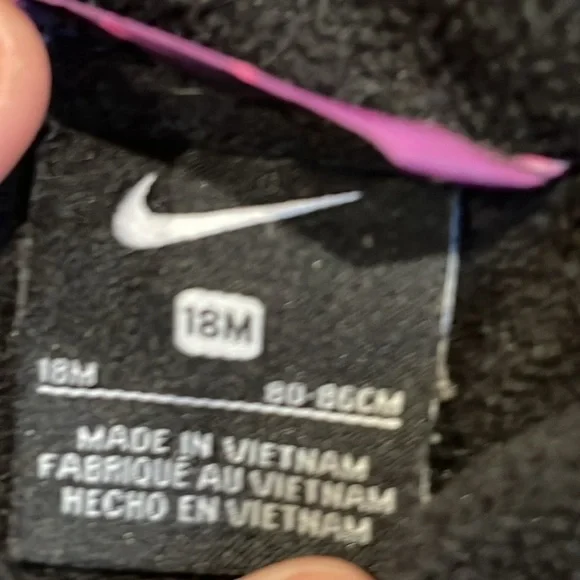 18M
18M 80-86CM
MADE IN VIETNAM
FABRIQUÉ AU VIETNAM
HECHO EN VIETNAM